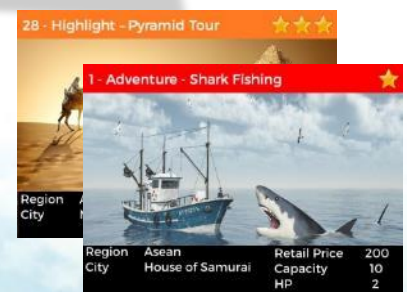 28 - Highlight - Pyramid Tour
1 - Adventure - Shark Fishing
Region
City
Region Asean Retail Price 200
City House of Samurai Capacity 10
HP 2